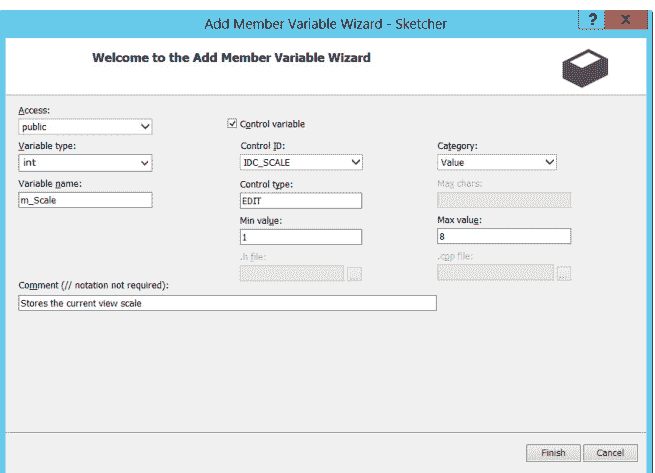 Add Member Variable Wizard - Sketcher
? x
Welcome to the Add Member Variable Wizard
Access:
public
Control variable
Variable type:
int
Control ID:
IDC_SCALE
Category:
Value
Variable name:
m_Scale
Control type:
EDIT
Max chars:
Min value:
1
Max value:
8
.h file:
...
.cpp file:
...
Comment (// notation not required):
Stores the current view scale
Finish
Cancel